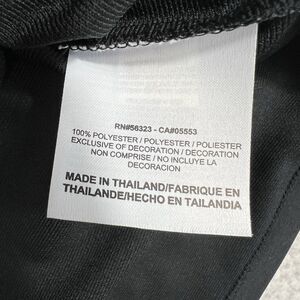 RN#56323 - CA#05553
100% POLYESTER / POLYESTER / POLIESTER
EXCLUSIVE OF DECORATION / DECORATION
NON COMPRISE / NO INCLUYE LA
DECORACIÓN
MADE IN THAILAND/FABRIQUE EN
THAILANDE/HECHO EN TAILANDIA